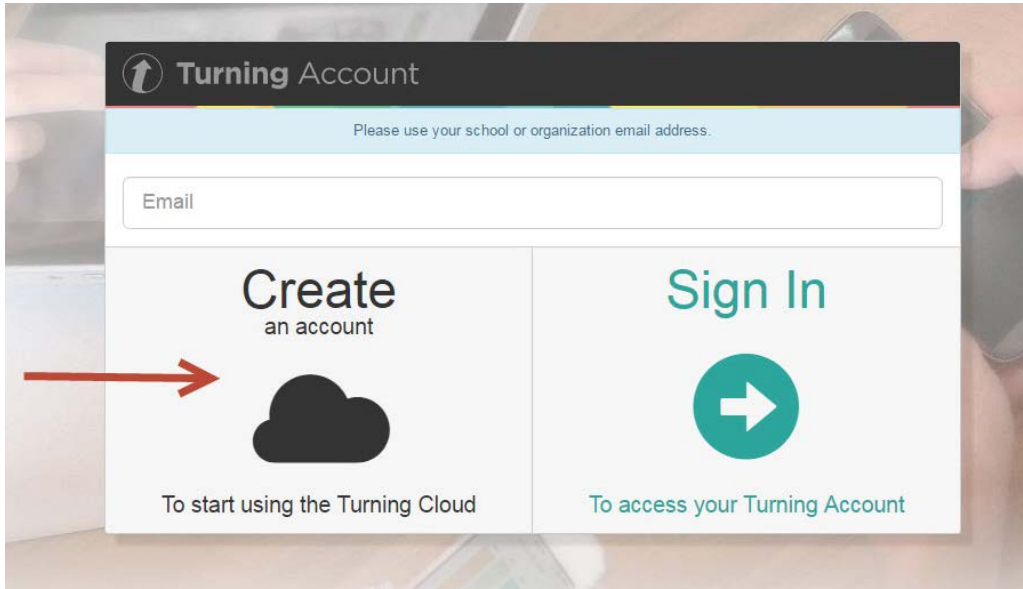 Turning Account
Please use your school or organization email address.
Email
Create
an account
To start using the Turning Cloud
Sign In
To access your Turning Account